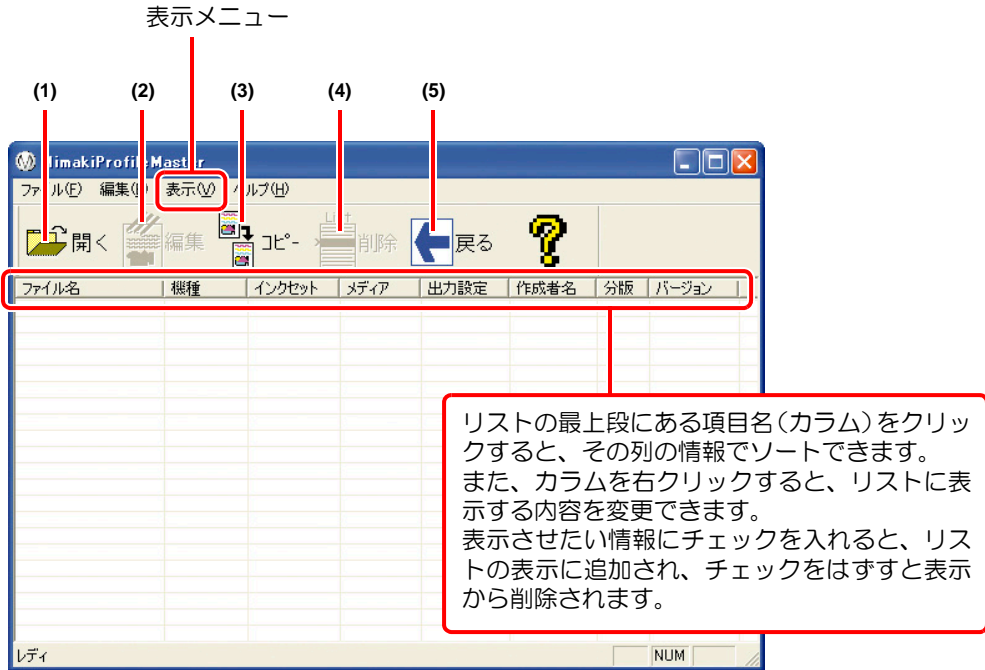 表示メニュー
(1) (2) (3) (4) (5)
MimakiProfileMaster
ファイル(F) 編集(E) 表示(V) ヘルプ(H)
開く 編集 コピー List 削除 戻る
ファイル名 機種 インクセット メディア 出力設定 作成者名 分版 バージョン
リストの最上段にある項目名(カラム)をクリッ
クすると、その列の情報でソートできます。
また、カラムを右クリックすると、リストに表
示する内容を変更できます。
表示させたい情報にチェックを入れると、リス
トの表示に追加され、チェックをはずすと表示
から削除されます。
レディ NUM